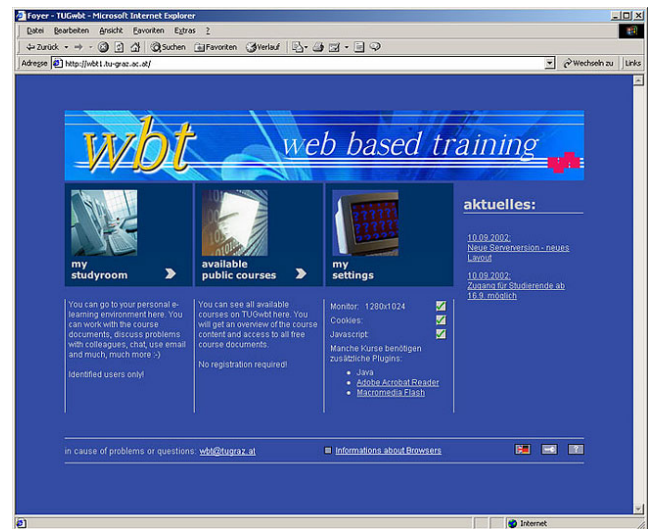 Foyer - TUGwbt - Microsoft Internet Explorer
Datei Bearbeiten Ansicht Favoriten Extras ?
Zurück Suchen Favoriten Verlauf
Adresse http://wbt1.tu-graz.ac.at/ Wechseln zu Links
wbt web based training
aktuelles:
my
studyroom
available
public courses
my
settings
10.09.2002:
Neue Serverversion - neues
Layout
10.09.2002:
Zugang für Studierende ab
16.9. möglich
You can go to your personal e-
learning environment here. You
can work with the course
documents, discuss problems
with colleagues, chat, use email
and much, much more :-)
Identified users only!
You can see all available
courses on TUGwbt here. You
will get an overview of the course
content and access to all free
course documents.
No registration required!
Monitor: 1280x1024
Cookies:
Javascript:
Manche Kurse benötigen
zusätzliche Plugins:
Java
Adobe Acrobat Reader
Macromedia Flash
in cause of problems or questions: wbt@tugraz.at
Informations about Browsers
?
Internet